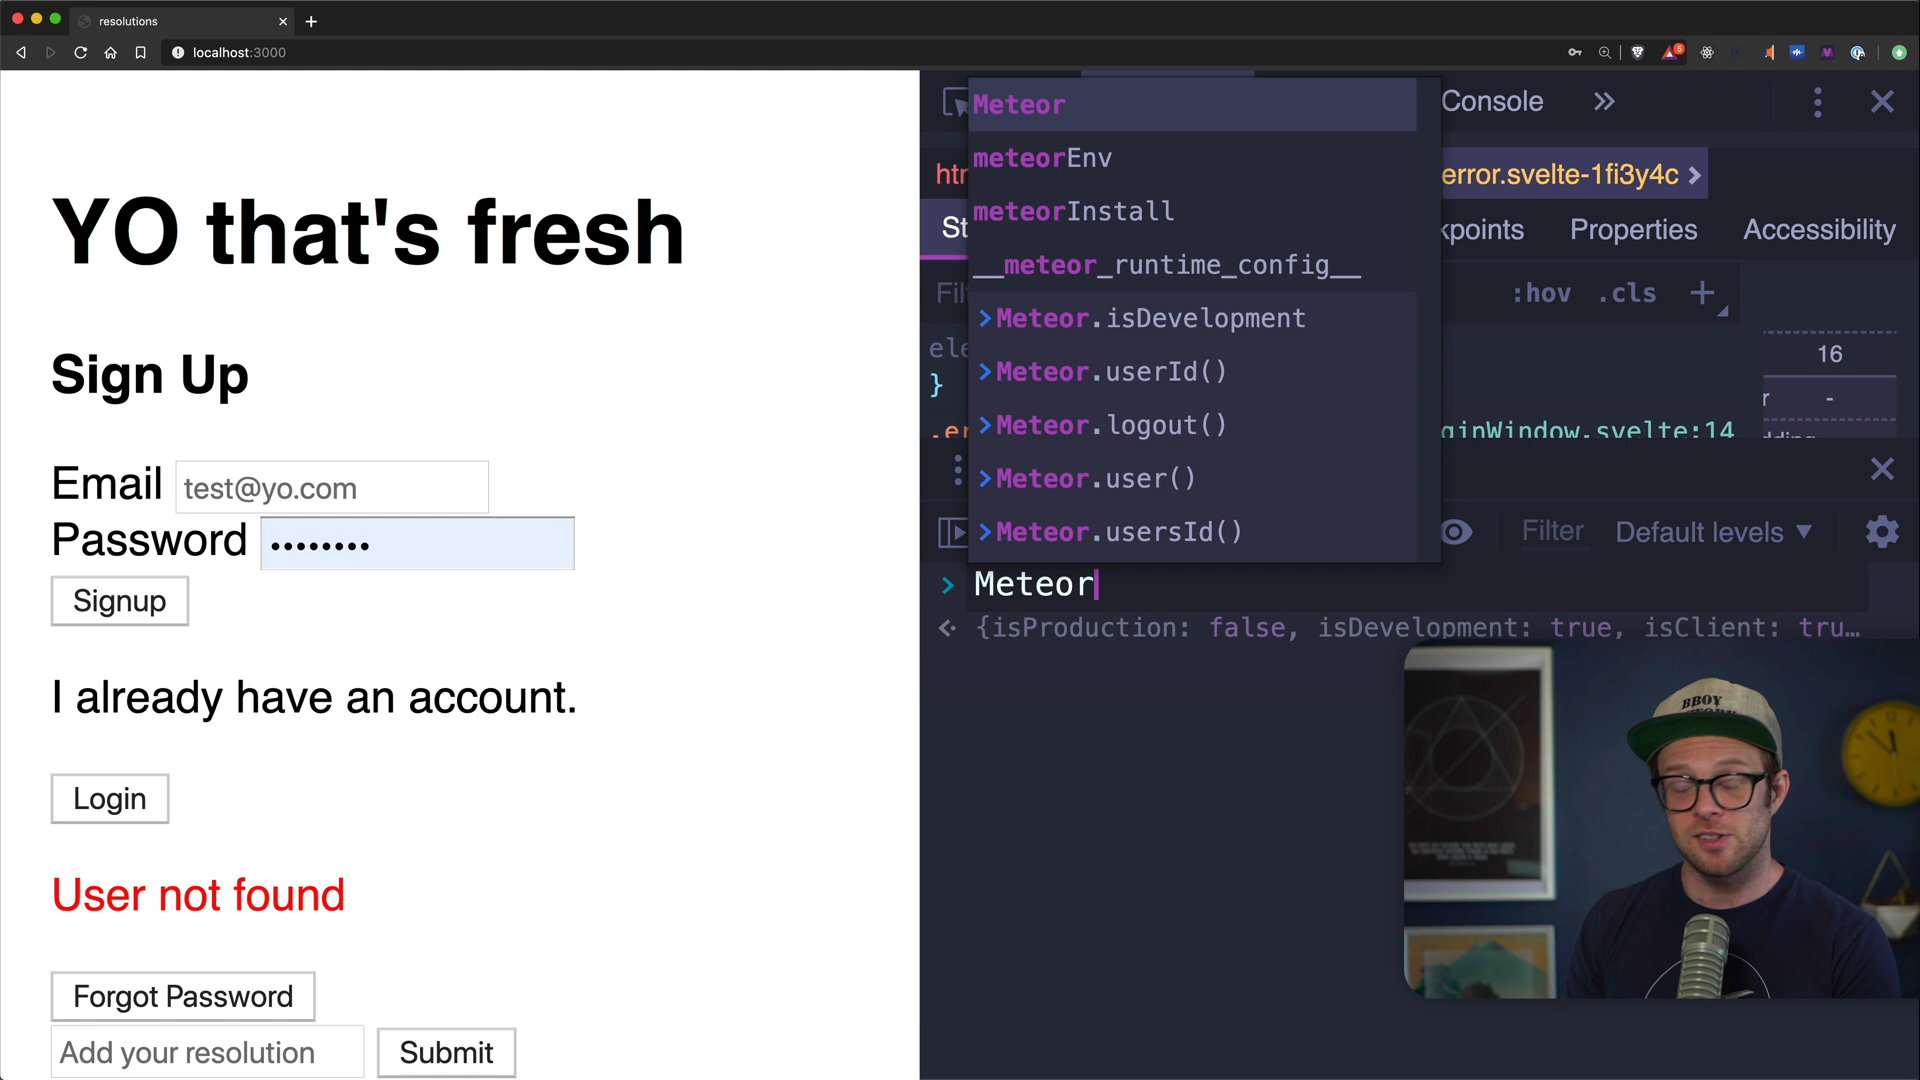 resolutions
localhost:3000
5
YO that's fresh
Sign Up
Email test@yo.com
Password ••••••••
Signup
I already have an account.
Login
User not found
Forgot Password
Add your resolution
Submit
Console
error.svelte-1fi3y4c
kpoints
Properties
Accessibility
:hov .cls +
16
}
ginWindow.svelte:14
-
Meteor
meteorEnv
meteorInstall
__meteor_runtime_config__
Meteor.isDevelopment
Meteor.userId()
Meteor.logout()
Meteor.user()
Meteor.usersId()
Filter
Default levels
Meteor
{isProduction: false, isDevelopment: true, isClient: tru…
BBOY